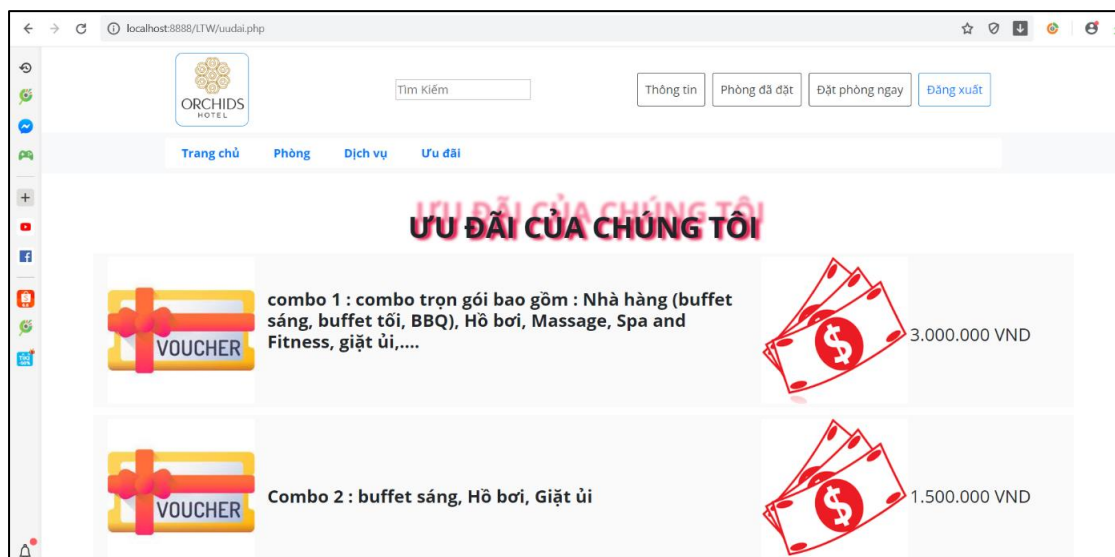 localhost:8888/LTW/uudai.php
ORCHIDS
HOTEL
Tìm Kiếm
Thông tin
Phòng đã đặt
Đặt phòng ngay
Đăng xuất
Trang chủ
Phòng
Dịch vụ
Ưu đãi
ƯU ĐÃI CỦA CHÚNG TÔI
VOUCHER
combo 1 : combo trọn gói bao gồm : Nhà hàng (buffet
sáng, buffet tối, BBQ), Hồ bơi, Massage, Spa and
Fitness, giặt ủi,....
$
3.000.000 VND
VOUCHER
Combo 2 : buffet sáng, Hồ bơi, Giặt ủi
$
1.500.000 VND